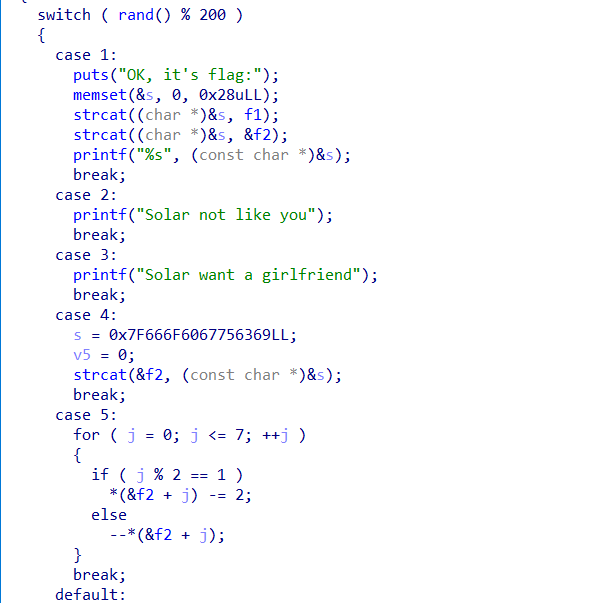 switch ( rand() % 200 )
{
case 1:
puts("OK, it's flag:");
memset(&s, 0, 0x28uLL);
strcat((char *)&s, f1);
strcat((char *)&s, &f2);
printf("%s", (const char *)&s);
break;
case 2:
printf("Solar not like you");
break;
case 3:
printf("Solar want a girlfriend");
break;
case 4:
s = 0x7F666F6067756369LL;
v5 = 0;
strcat(&f2, (const char *)&s);
break;
case 5:
for ( j = 0; j <= 7; ++j )
{
if ( j % 2 == 1 )
*(&f2 + j) -= 2;
else
--*(&f2 + j);
}
break;
default: